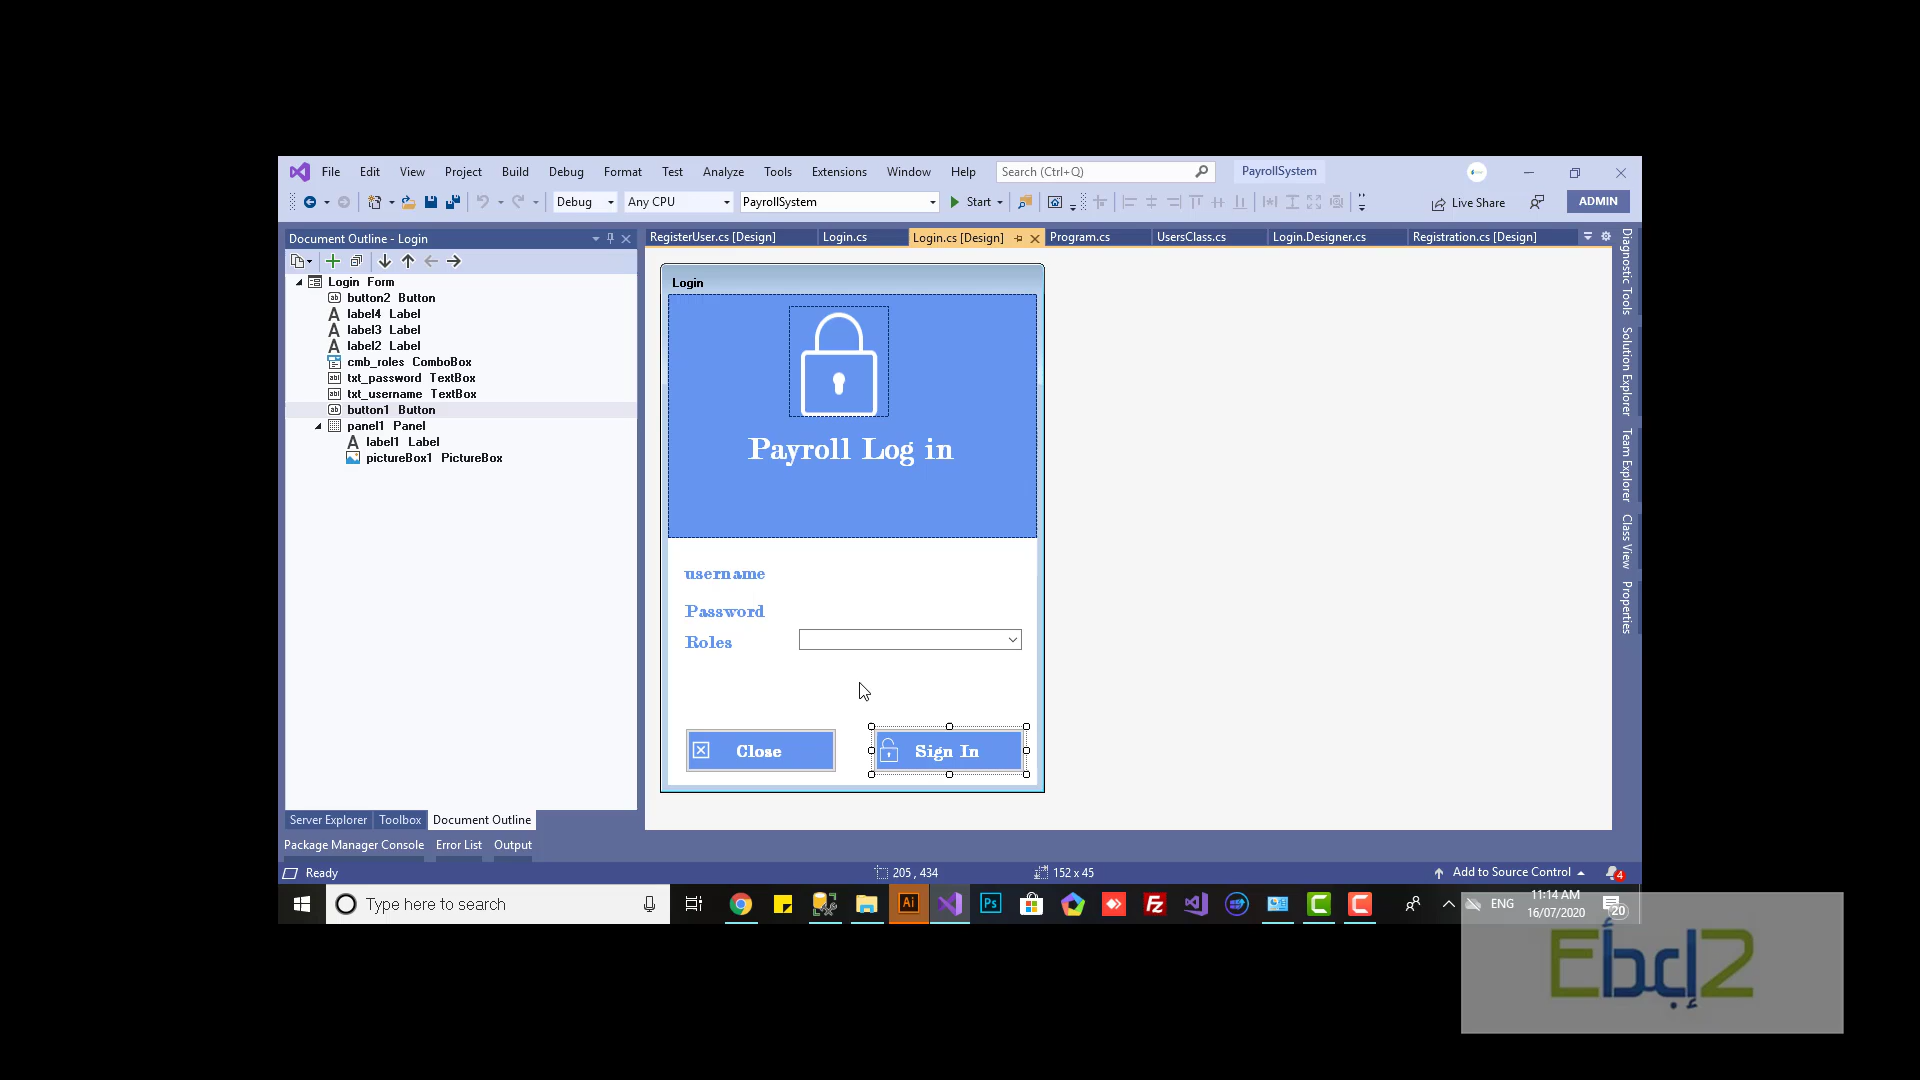 File Edit View Project Build Debug Format Test Analyze Tools Extensions Window Help Search (Ctrl+Q) PayrollSystem
Debug Any CPU PayrollSystem Start Live Share ADMIN
Document Outline - Login
RegisterUser.cs [Design] Login.cs Login.cs [Design] Program.cs UsersClass.cs Login.Designer.cs Registration.cs [Design]
Login Form
button2 Button
label4 Label
label3 Label
label2 Label
cmb_roles ComboBox
txt_password TextBox
txt_username TextBox
button1 Button
panel1 Panel
label1 Label
pictureBox1 PictureBox
Login
Payroll Log in
username
Password
Roles
Close Sign In
Diagnostic Tools
Solution Explorer
Team Explorer
Class View
Properties
Server Explorer Toolbox Document Outline
Package Manager Console Error List Output
Ready 205 , 434 152 x 45 Add to Source Control 4
Type here to search Ai Ps Fz ENG 11:14 AM
16/07/2020 20
Eإبدأ2